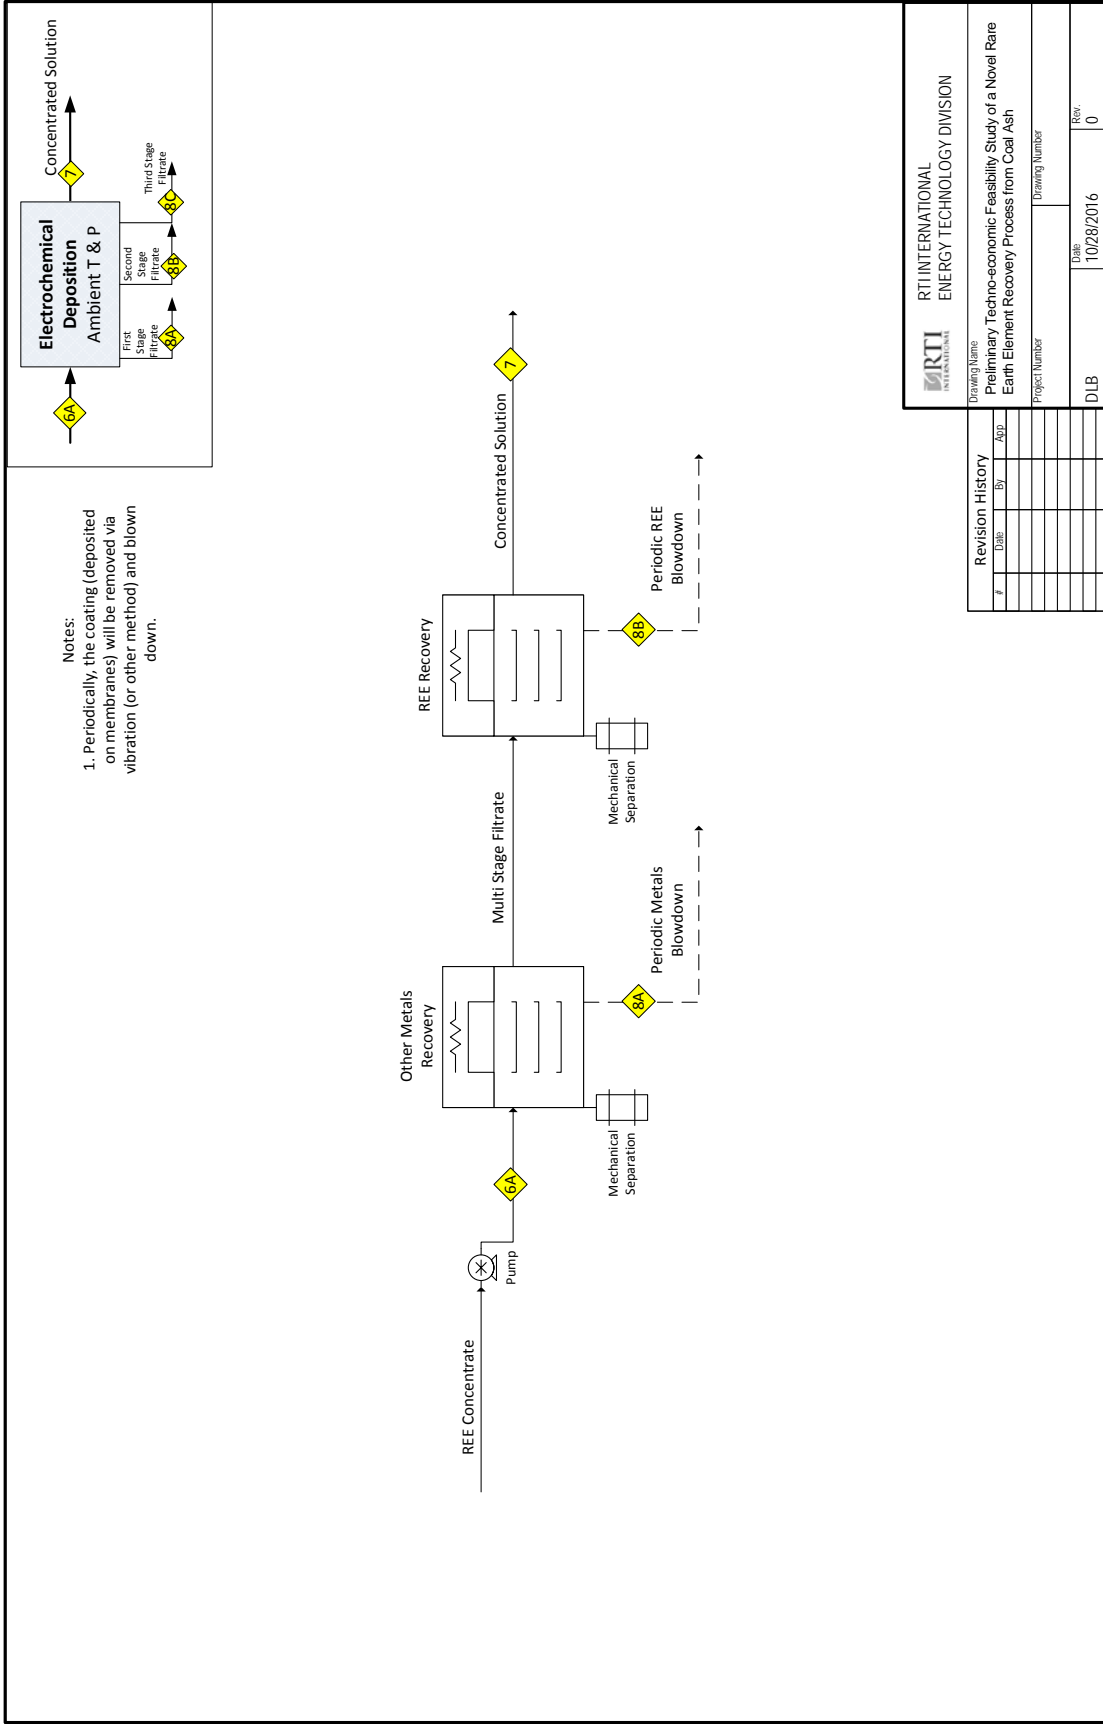 Electrochemical
Deposition
Ambient T & P
6A
7
Concentrated Solution
First
Stage
Filtrate
8A
Second
Stage
Filtrate
8B
Third Stage
Filtrate
8C
Notes:
1. Periodically, the coating (deposited
on membranes) will be removed via
vibration (or other method) and blown
down.
REE Concentrate
Pump
6A
Other Metals
Recovery
Mechanical
Separation
8A
Periodic Metals
Blowdown
Multi Stage Filtrate
REE Recovery
Mechanical
Separation
8B
Periodic REE
Blowdown
Concentrated Solution
7
Revision History
# Date By App
RTI
INTERNATIONAL
RTI INTERNATIONAL
ENERGY TECHNOLOGY DIVISION
Drawing Name
Preliminary Techno-economic Feasibility Study of a Novel Rare
Earth Element Recovery Process from Coal Ash
Project Number
Drawing Number
DLB
Date
10/28/2016
Rev.
0